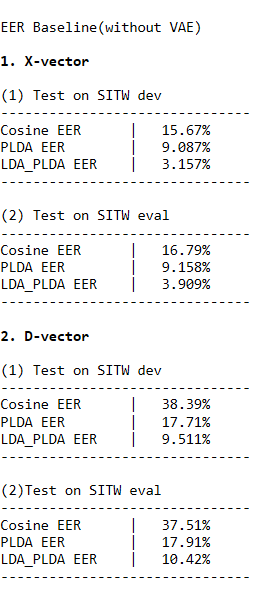 EER Baseline(without VAE)
1. X-vector
(1) Test on SITW dev
-------------------------------
Cosine EER | 15.67%
PLDA EER | 9.087%
LDA_PLDA EER | 3.157%
-------------------------------
(2) Test on SITW eval
-------------------------------
Cosine EER | 16.79%
PLDA EER | 9.158%
LDA_PLDA EER | 3.909%
-------------------------------
2. D-vector
(1) Test on SITW dev
-------------------------------
Cosine EER | 38.39%
PLDA EER | 17.71%
LDA_PLDA EER | 9.511%
-------------------------------
(2)Test on SITW eval
-------------------------------
Cosine EER | 37.51%
PLDA EER | 17.91%
LDA_PLDA EER | 10.42%
-------------------------------